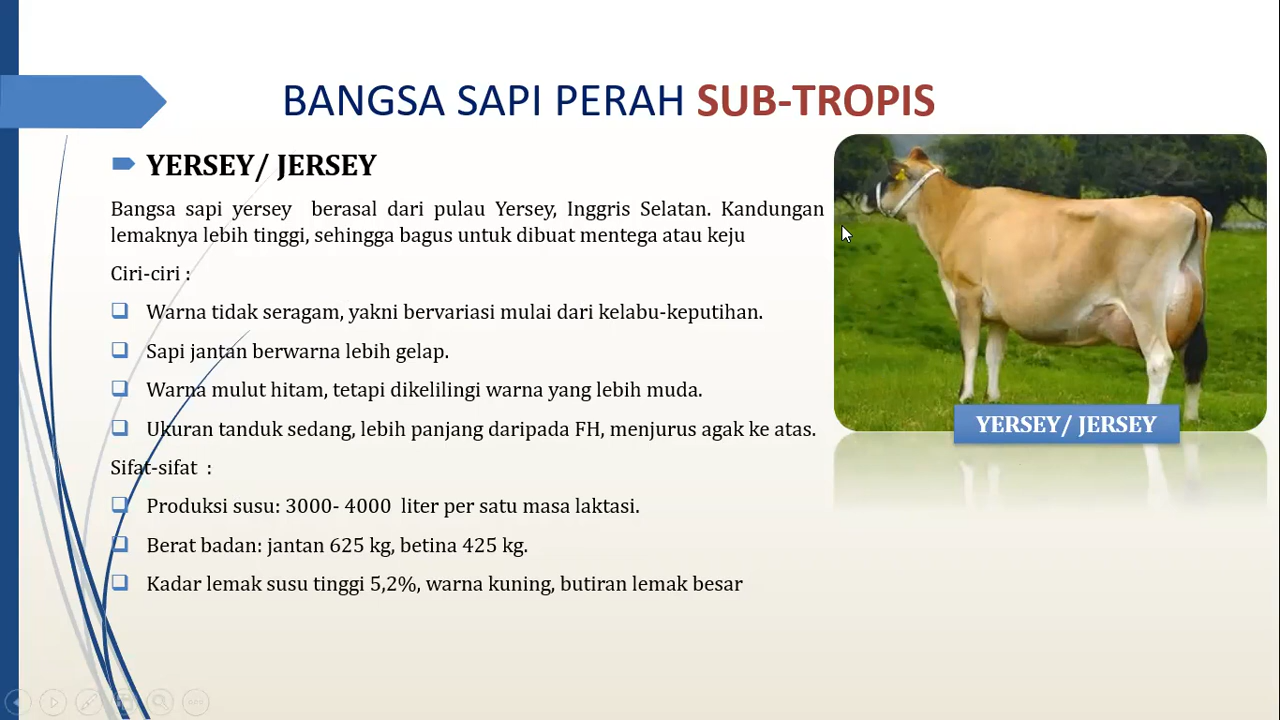 BANGSA SAPI PERAH SUB-TROPIS
YERSEY/ JERSEY
Bangsa sapi yersey berasal dari pulau Yersey, Inggris Selatan. Kandungan
lemaknya lebih tinggi, sehingga bagus untuk dibuat mentega atau keju
Ciri-ciri :
Warna tidak seragam, yakni bervariasi mulai dari kelabu-keputihan.
Sapi jantan berwarna lebih gelap.
Warna mulut hitam, tetapi dikelilingi warna yang lebih muda.
Ukuran tanduk sedang, lebih panjang daripada FH, menjurus agak ke atas.
Sifat-sifat :
Produksi susu: 3000- 4000 liter per satu masa laktasi.
Berat badan: jantan 625 kg, betina 425 kg.
Kadar lemak susu tinggi 5,2%, warna kuning, butiran lemak besar
YERSEY/ JERSEY